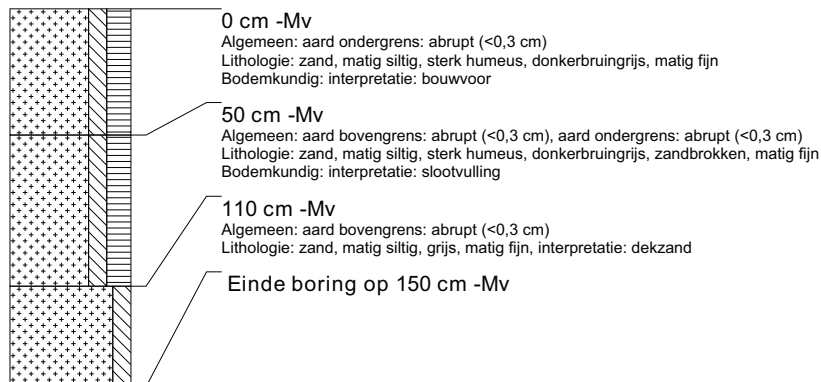 0 cm -Mv
Algemeen: aard ondergrens: abrupt (<0,3 cm)
Lithologie: zand, matig siltig, sterk humeus, donkerbruingrijs, matig fijn
Bodemkundig: interpretatie: bouwvoor
50 cm -Mv
Algemeen: aard bovengrens: abrupt (<0,3 cm), aard ondergrens: abrupt (<0,3 cm)
Lithologie: zand, matig siltig, sterk humeus, donkerbruingrijs, zandbrokken, matig fijn
Bodemkundig: interpretatie: slootvulling
110 cm -Mv
Algemeen: aard bovengrens: abrupt (<0,3 cm)
Lithologie: zand, matig siltig, grijs, matig fijn, interpretatie: dekzand
Einde boring op 150 cm -Mv